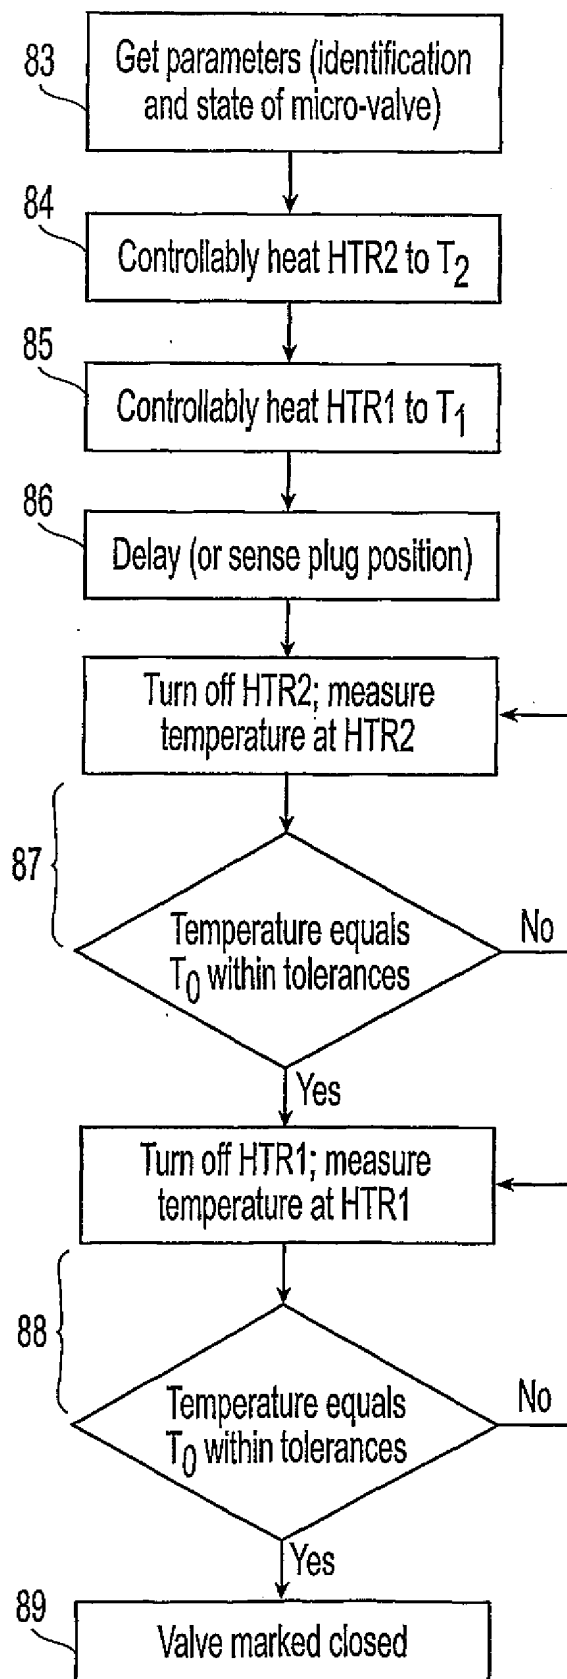 83
Get parameters (identification
and state of micro-valve)
84
Controllably heat HTR2 to T2
85
Controllably heat HTR1 to T1
86
Delay (or sense plug position)
Turn off HTR2; measure
temperature at HTR2
87
Temperature equals
T0 within tolerances
No
Yes
Turn off HTR1; measure
temperature at HTR1
88
Temperature equals
T0 within tolerances
No
Yes
89
Valve marked closed